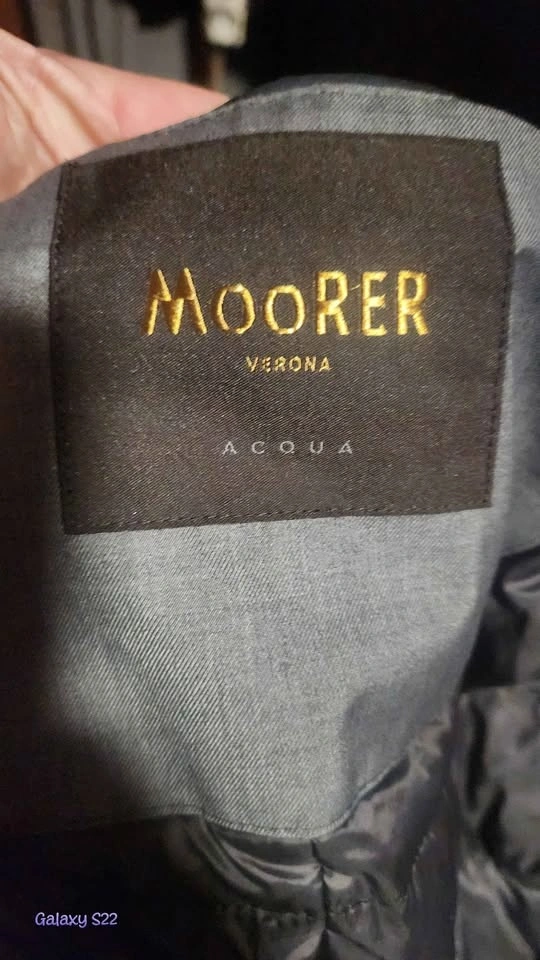 MOORER
VERONA
ACQUA
Galaxy S22